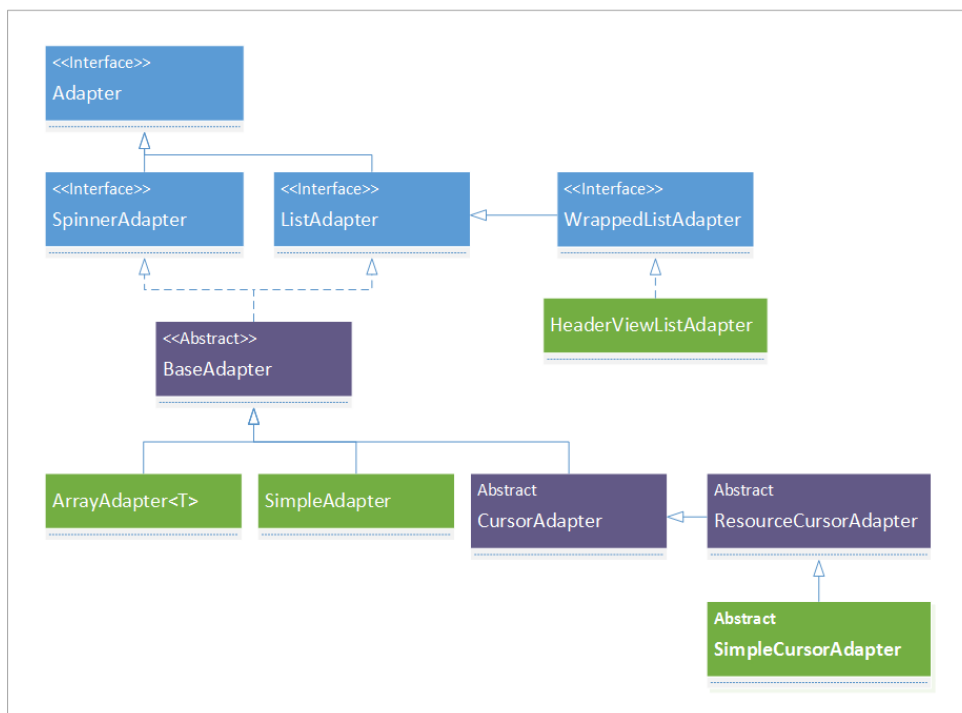 <<Interface>>
Adapter
<<Interface>>
SpinnerAdapter
<<Interface>>
ListAdapter
<<Interface>>
WrappedListAdapter
HeaderViewListAdapter
<<Abstract>>
BaseAdapter
ArrayAdapter<T>
SimpleAdapter
Abstract
CursorAdapter
Abstract
ResourceCursorAdapter
Abstract
SimpleCursorAdapter